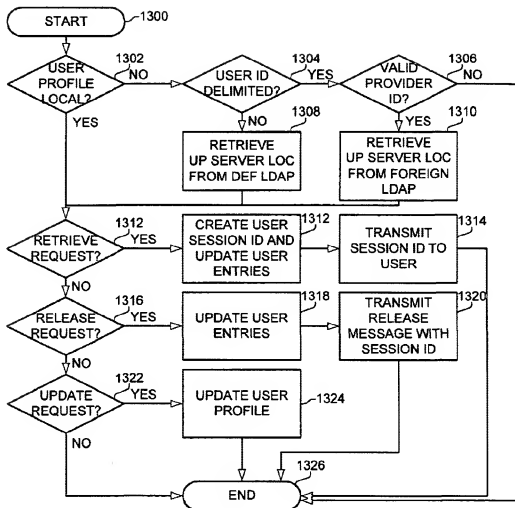 START
1300
USER
PROFILE
LOCAL?
1302
NO
USER ID
DELIMITED?
1304
YES
VALID
PROVIDER
ID?
1306
NO
YES
NO
1308
RETRIEVE
UP SERVER LOC
FROM DEF LDAP
YES
1310
RETRIEVE
UP SERVER LOC
FROM FOREIGN
LDAP
RETRIEVE
REQUEST?
1312
YES
CREATE USER
SESSION ID AND
UPDATE USER
ENTRIES
1312
TRANSMIT
SESSION ID TO
USER
1314
NO
RELEASE
REQUEST?
1316
YES
UPDATE USER
ENTRIES
1318
TRANSMIT
RELEASE
MESSAGE WITH
SESSION ID
1320
NO
UPDATE
REQUEST?
1322
YES
UPDATE USER
PROFILE
1324
NO
END
1326